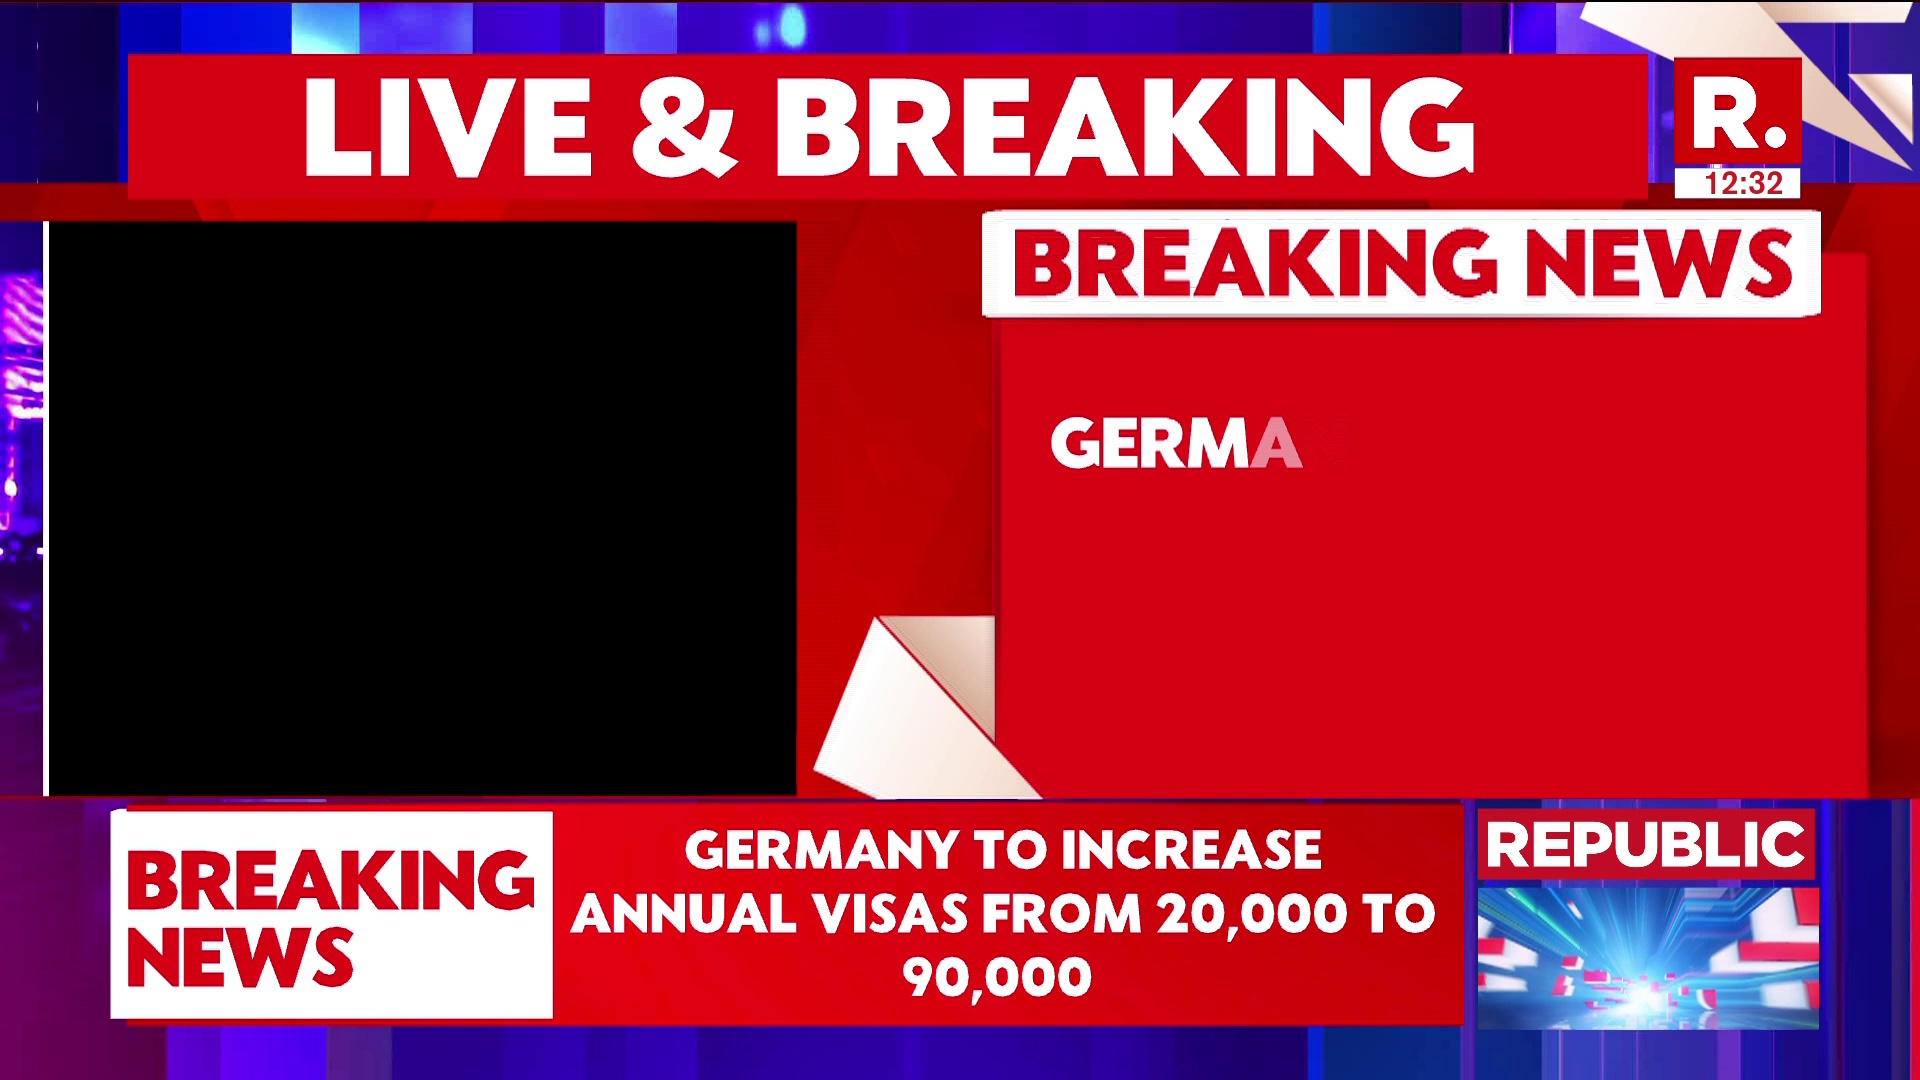 LIVE & BREAKING
R.
12:32
BREAKING NEWS
GERMA
BREAKING
NEWS
GERMANY TO INCREASE
ANNUAL VISAS FROM 20,000 TO
90,000
REPUBLIC